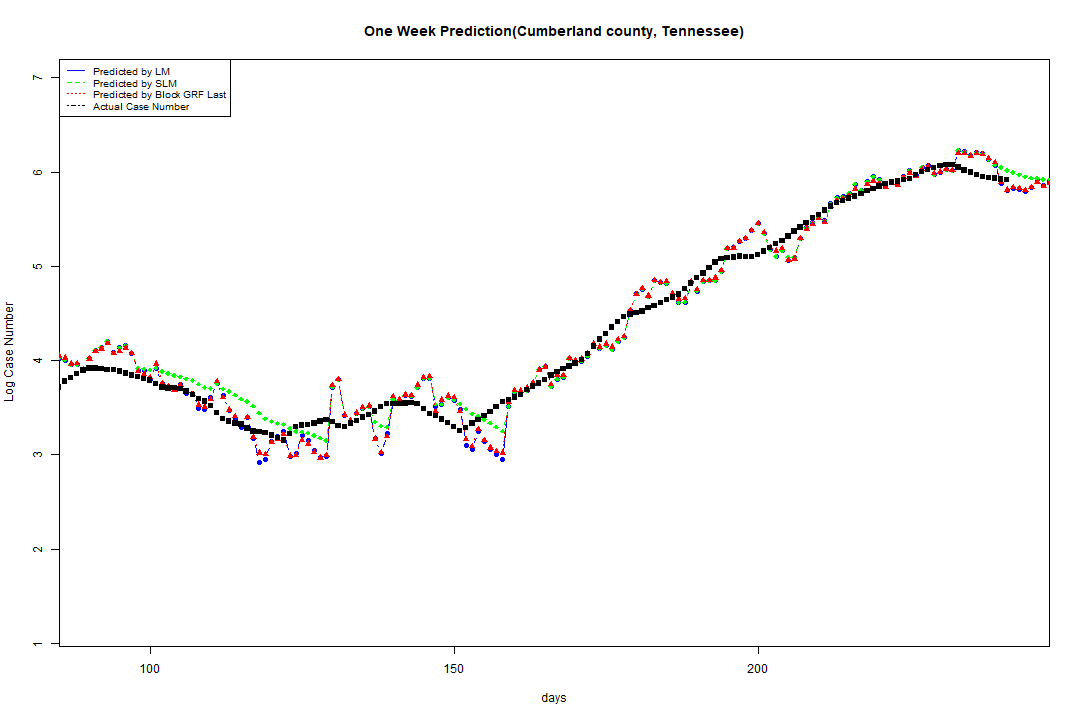 One Week Prediction(Cumberland county, Tennessee)
Predicted by LM
Predicted by SLM
Predicted by Block GRF Last
Actual Case Number
7
6
5
4
3
2
1
Log Case Number
100 150 200
days